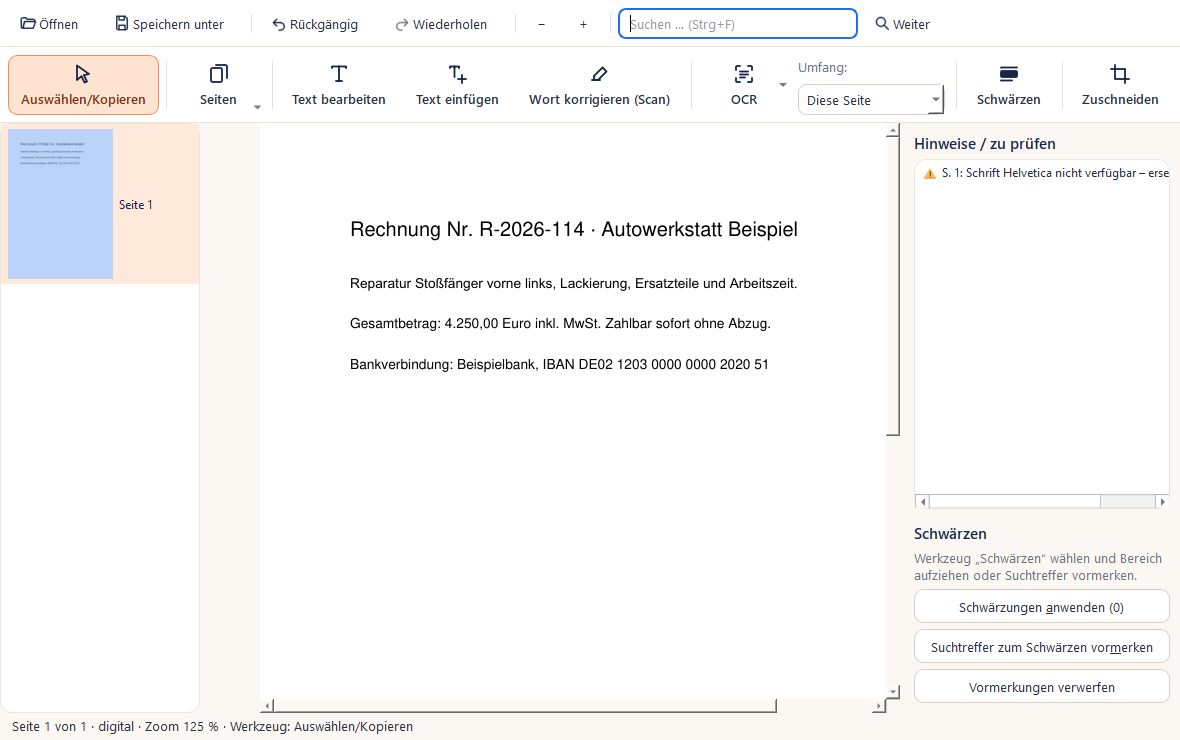 Öffnen
Speichern unter
Rückgängig
Wiederholen
−
+
Suchen ... (Strg+F)
Weiter
Auswählen/Kopieren
Seiten
Text bearbeiten
Text einfügen
Wort korrigieren (Scan)
OCR
Umfang:
Diese Seite
Schwärzen
Zuschneiden
Seite 1
Rechnung Nr. R-2026-114 · Autowerkstatt Beispiel
Reparatur Stoßfänger vorne links, Lackierung, Ersatzteile und Arbeitszeit.
Gesamtbetrag: 4.250,00 Euro inkl. MwSt. Zahlbar sofort ohne Abzug.
Bankverbindung: Beispielbank, IBAN DE02 1203 0000 0000 2020 51
Hinweise / zu prüfen
S. 1: Schrift Helvetica nicht verfügbar – erse
Schwärzen
Werkzeug „Schwärzen“ wählen und Bereich
aufziehen oder Suchtreffer vormerken.
Schwärzungen anwenden (0)
Suchtreffer zum Schwärzen vormerken
Vormerkungen verwerfen
Seite 1 von 1 · digital · Zoom 125 % · Werkzeug: Auswählen/Kopieren